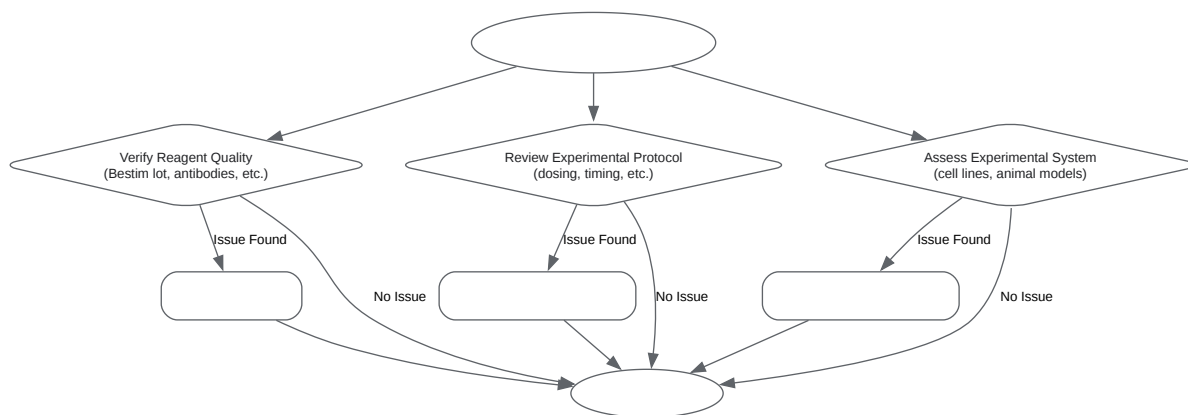 Verify Reagent Quality
(Bestim lot, antibodies, etc.)
Review Experimental Protocol
(dosing, timing, etc.)
Assess Experimental System
(cell lines, animal models)
Issue Found
Issue Found
Issue Found
No Issue
No Issue
No Issue